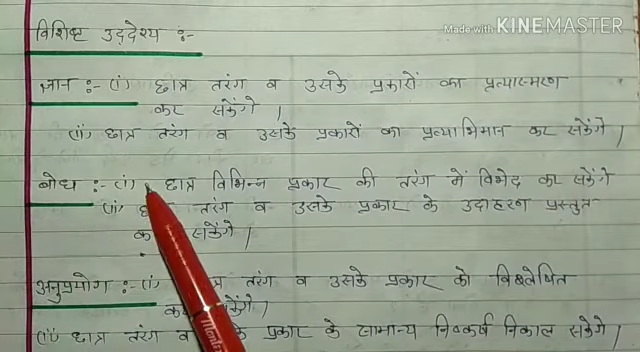 Made with KINEMASTER
विशिष्ट उद्देश्य :-
ज्ञान :- (i) छात्र तरंग व उसके प्रकारों का प्रत्यास्मरण
कर सकेंगे ।
(ii) छात्र तरंग व उसके प्रकारों का प्रत्याभिमान कर सकेंगे ।
बोध :- (i) छात्र विभिन्न प्रकार की तरंग में विभेद कर सकेंगे
(ii) तरंग व उसके प्रकार के उदाहरण प्रस्तुत
सकेंगे ।
अनुप्रयोग :- (i) तरंग व उसके प्रकार को विश्लेषित
(ii) छात्र तरंग व प्रकार के सामान्य निष्कर्ष निकाल सकेंगे ।